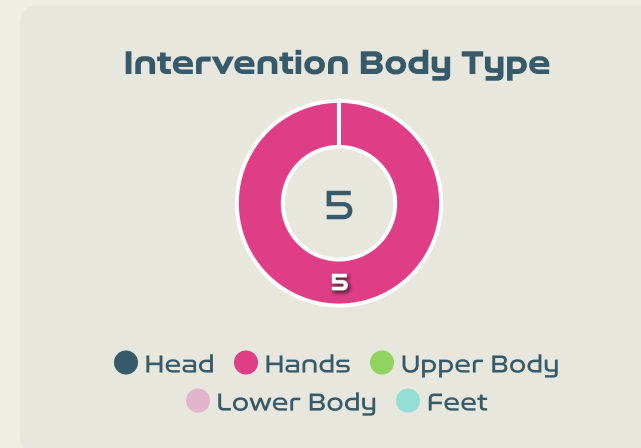 Intervention Body Type
5
5
Head Hands Upper Body
Lower Body Feet